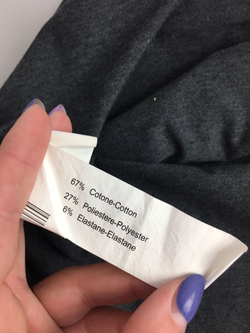 67% Cotone-Cotton
27% Poliestere-Polyester
6% Elastane-Elastane